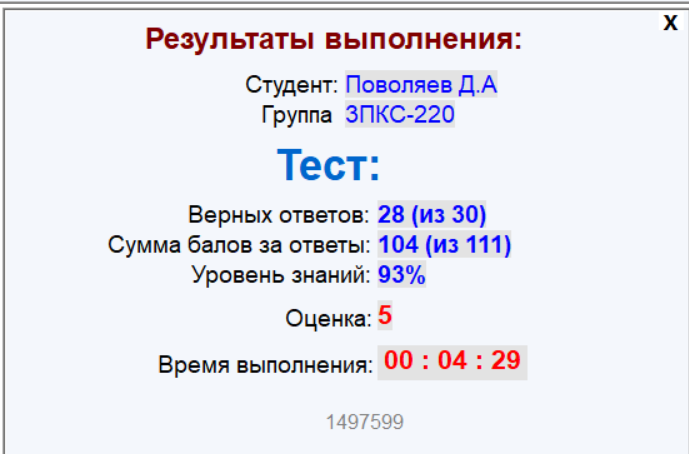 X
Результаты выполнения:
Студент: Поволяев Д.А
Группа ЗПКС-220
Тест:
Верных ответов: 28 (из 30)
Сумма балов за ответы: 104 (из 111)
Уровень знаний: 93%
Оценка: 5
Время выполнения: 00 : 04 : 29
1497599